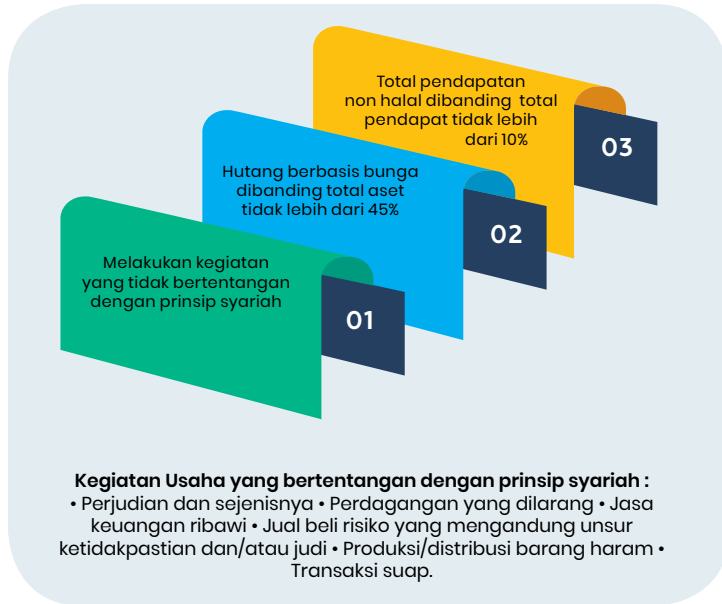 Total pendapatan
non halal dibanding total
pendapat tidak lebih
dari 10%
03
Hutang berbasis bunga
dibanding total aset
tidak lebih dari 45%
02
Melakukan kegiatan
yang tidak bertentangan
dengan prinsip syariah
01
Kegiatan Usaha yang bertentangan dengan prinsip syariah :
• Perjudian dan sejenisnya • Perdagangan yang dilarang • Jasa
keuangan ribawi • Jual beli risiko yang mengandung unsur
ketidakpastian dan/atau judi • Produksi/distribusi barang haram •
Transaksi suap.